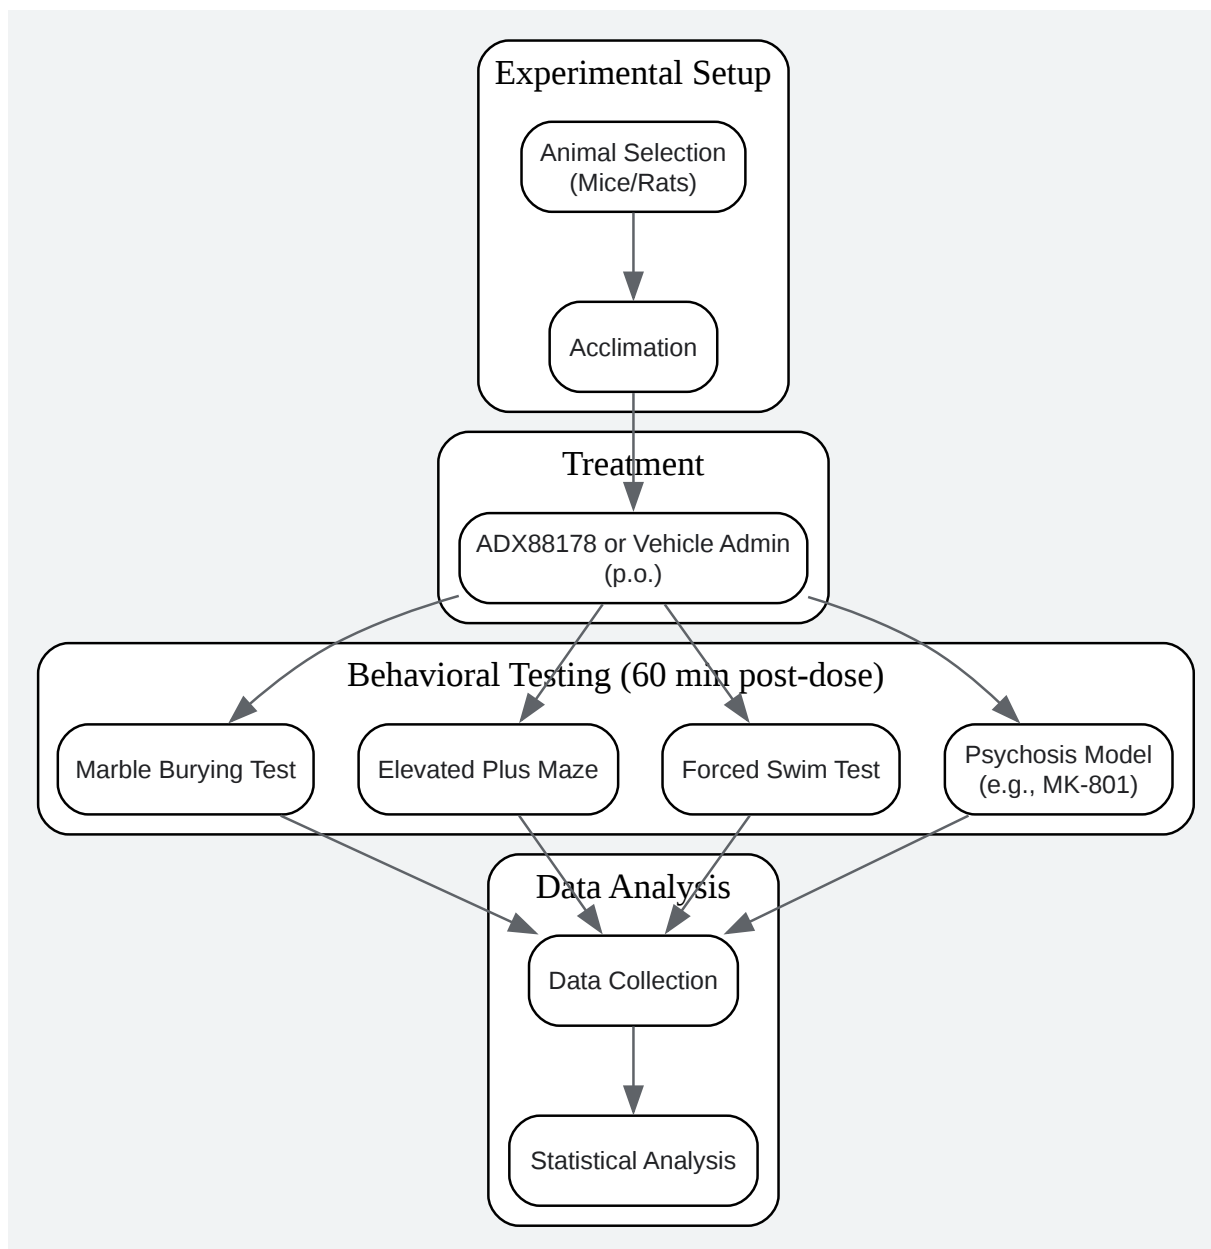 Experimental Setup
Animal Selection
(Mice/Rats)
Acclimation
Treatment
ADX88178 or Vehicle Admin
(p.o.)
Behavioral Testing (60 min post-dose)
Marble Burying Test
Elevated Plus Maze
Forced Swim Test
Psychosis Model
(e.g., MK-801)
Data Analysis
Data Collection
Statistical Analysis